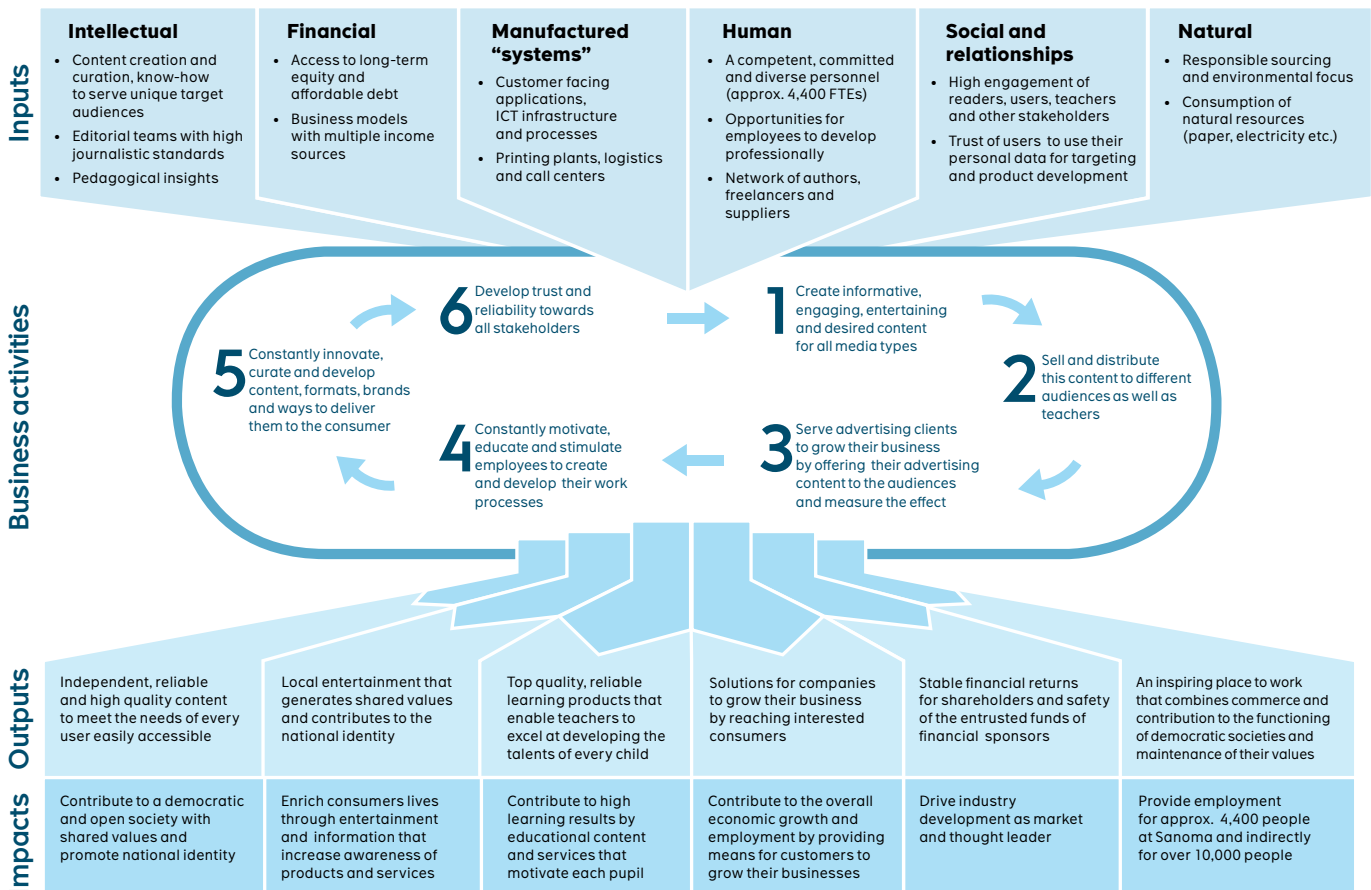 Inputs
Intellectual
• Content creation and
curation, know-how
to serve unique target
audiences
• Editorial teams with high
journalistic standards
• Pedagogical insights
Financial
• Access to long-term
equity and
affordable debt
• Business models
with multiple income
sources
Manufactured
“systems”
• Customer facing
applications,
ICT infrastructure
and processes
• Printing plants, logistics
and call centers
Human
• A competent, committed
and diverse personnel
(approx. 4,400 FTEs)
• Opportunities for
employees to develop
professionally
• Network of authors,
freelancers and
suppliers
Social and
relationships
• High engagement of
readers, users, teachers
and other stakeholders
• Trust of users to use their
personal data for targeting
and product development
Natural
• Responsible sourcing
and environmental focus
• Consumption of
natural resources
(paper, electricity etc.)
Business activities
1
Create informative,
engaging, entertaining
and desired content
for all media types
2
Sell and distribute
this content to different
audiences as well as
teachers
3
Serve advertising clients
to grow their business
by offering their advertising
content to the audiences
and measure the effect
4
Constantly motivate,
educate and stimulate
employees to create
and develop their work
processes
5
Constantly innovate,
curate and develop
content, formats, brands
and ways to deliver
them to the consumer
6
Develop trust and
reliability towards
all stakeholders
Outputs
Independent, reliable
and high quality content
to meet the needs of every
user easily accessible
Local entertainment that
generates shared values
and contributes to the
national identity
Top quality, reliable
learning products that
enable teachers to
excel at developing the
talents of every child
Solutions for companies
to grow their business
by reaching interested
consumers
Stable financial returns
for shareholders and safety
of the entrusted funds of
financial sponsors
An inspiring place to work
that combines commerce and
contribution to the functioning
of democratic societies and
maintenance of their values
mpacts
Contribute to a democratic
and open society with
shared values and
promote national identity
Enrich consumers lives
through entertainment
and information that
increase awareness of
products and services
Contribute to high
learning results by
educational content
and services that
motivate each pupil
Contribute to the overall
economic growth and
employment by providing
means for customers to
grow their businesses
Drive industry
development as market
and thought leader
Provide employment
for approx. 4,400 people
at Sanoma and indirectly
for over 10,000 people